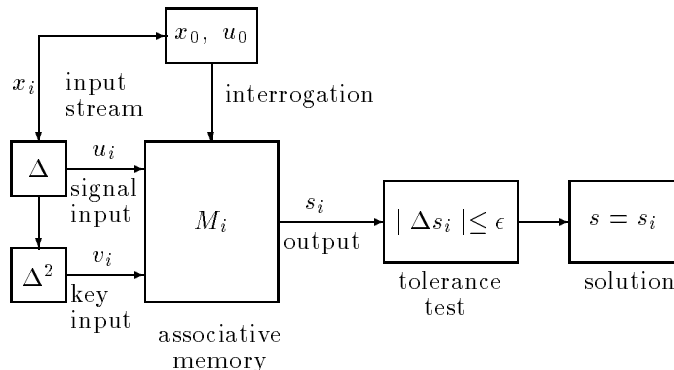 x₀, u₀
xᵢ
input
stream
interrogation
Δ
uᵢ
signal
input
Mᵢ
sᵢ
output
| Δsᵢ |≤ ϵ
s = sᵢ
Δ²
vᵢ
key
input
tolerance
test
solution
associative
memory